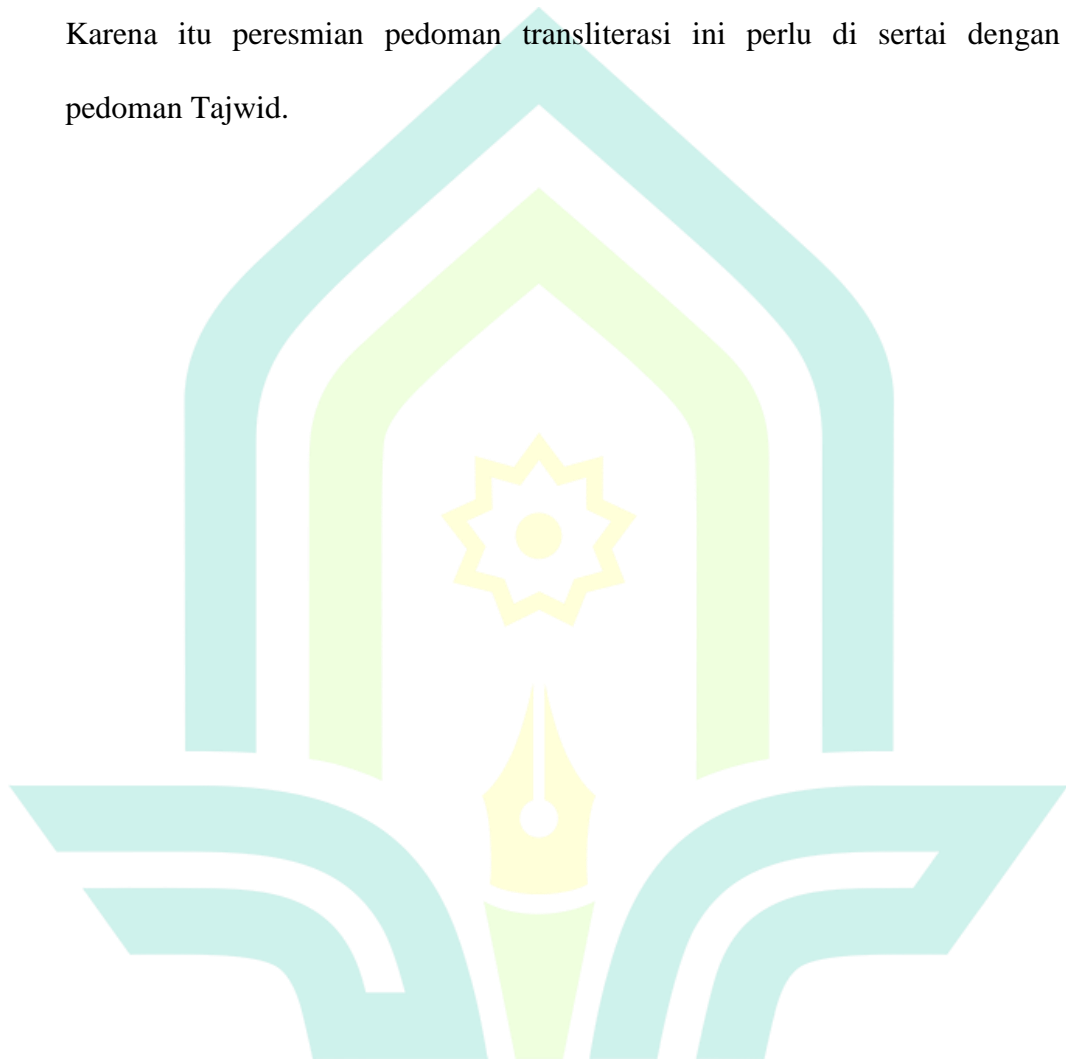 Karena itu peresmian pedoman transliterasi ini perlu di sertai dengan
pedoman Tajwid.